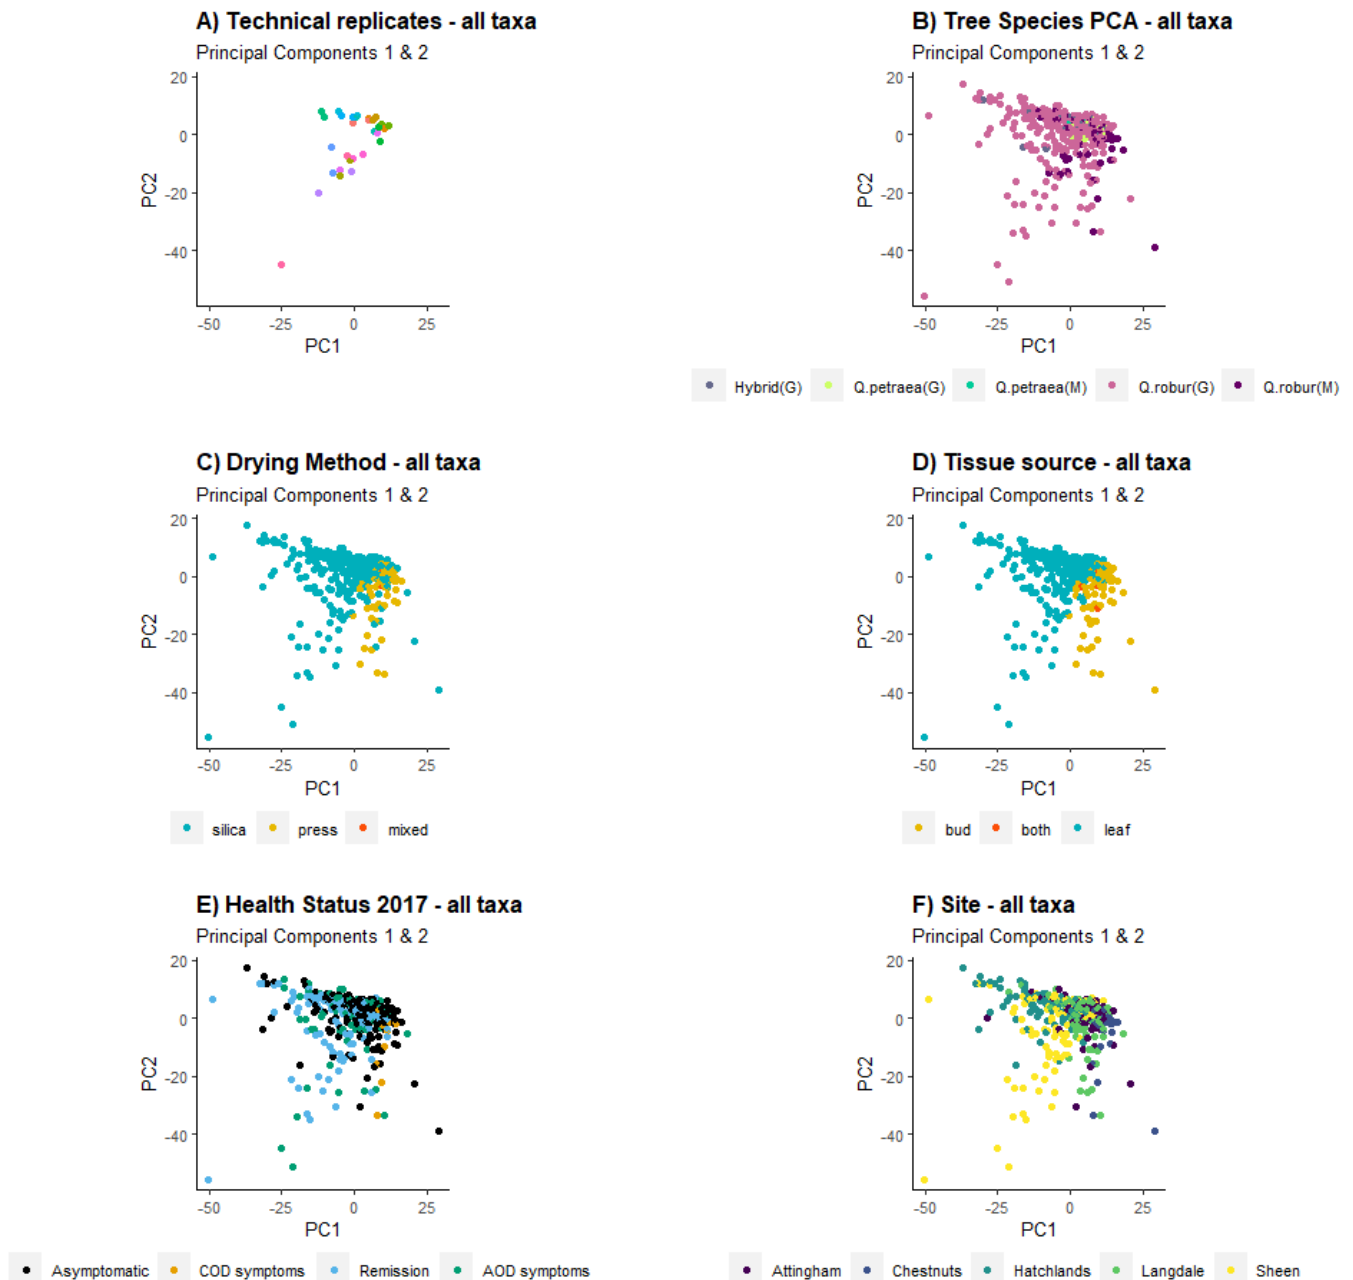 A) Technical replicates - all taxa
Principal Components 1 & 2
20
0
-20
-40
PC2
-50 -25 0 25
PC1
B) Tree Species PCA - all taxa
Principal Components 1 & 2
20
0
-20
-40
PC2
-50 -25 0 25
PC1
Hybrid(G) Q.petraea(G) Q.petraea(M) Q.robur(G) Q.robur(M)
C) Drying Method - all taxa
Principal Components 1 & 2
20
0
-20
-40
PC2
-50 -25 0 25
PC1
silica press mixed
D) Tissue source - all taxa
Principal Components 1 & 2
20
0
-20
-40
PC2
-50 -25 0 25
PC1
bud both leaf
E) Health Status 2017 - all taxa
Principal Components 1 & 2
20
0
-20
-40
PC2
-50 -25 0 25
PC1
Asymptomatic COD symptoms Remission AOD symptoms
F) Site - all taxa
Principal Components 1 & 2
20
0
-20
-40
PC2
-50 -25 0 25
PC1
Attingham Chestnuts Hatchlands Langdale Sheen